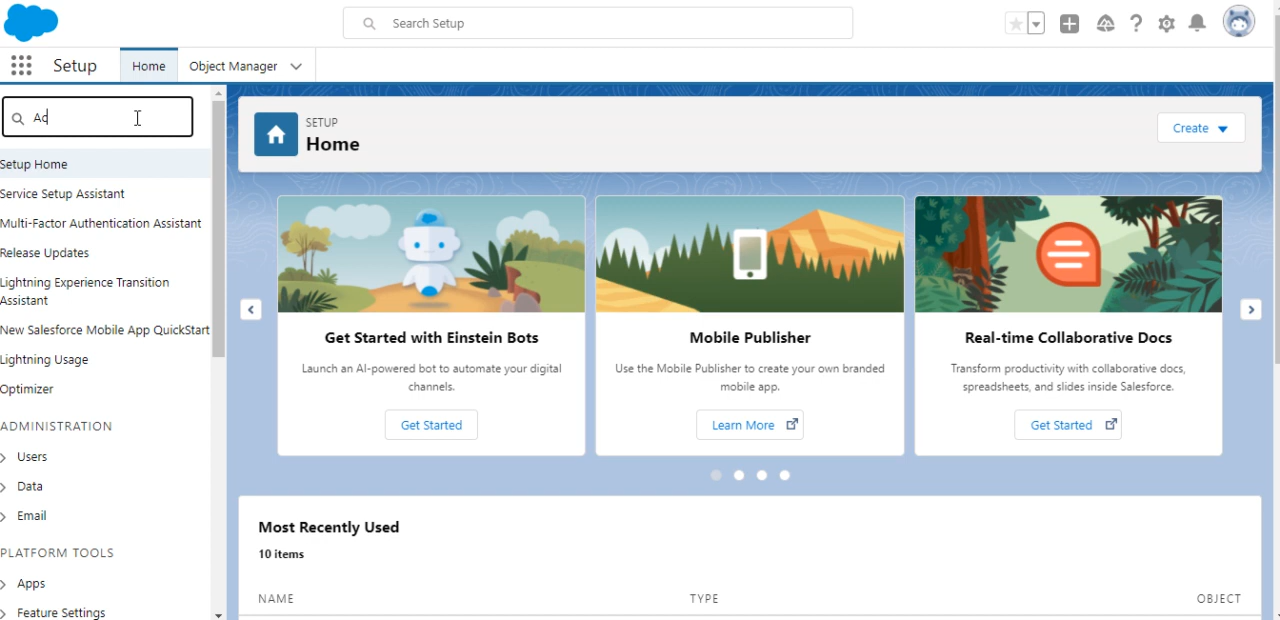 Search Setup
Setup
Home
Object Manager
Ac
Setup Home
Service Setup Assistant
Multi-Factor Authentication Assistant
Release Updates
Lightning Experience Transition
Assistant
New Salesforce Mobile App QuickStart
Lightning Usage
Optimizer
ADMINISTRATION
Users
Data
Email
PLATFORM TOOLS
Apps
Feature Settings
SETUP
Home
Create
Get Started with Einstein Bots
Launch an AI-powered bot to automate your digital
channels.
Get Started
Mobile Publisher
Use the Mobile Publisher to create your own branded
mobile app.
Learn More
Real-time Collaborative Docs
Transform productivity with collaborative docs,
spreadsheets, and slides inside Salesforce.
Get Started
Most Recently Used
10 items
NAME
TYPE
OBJECT